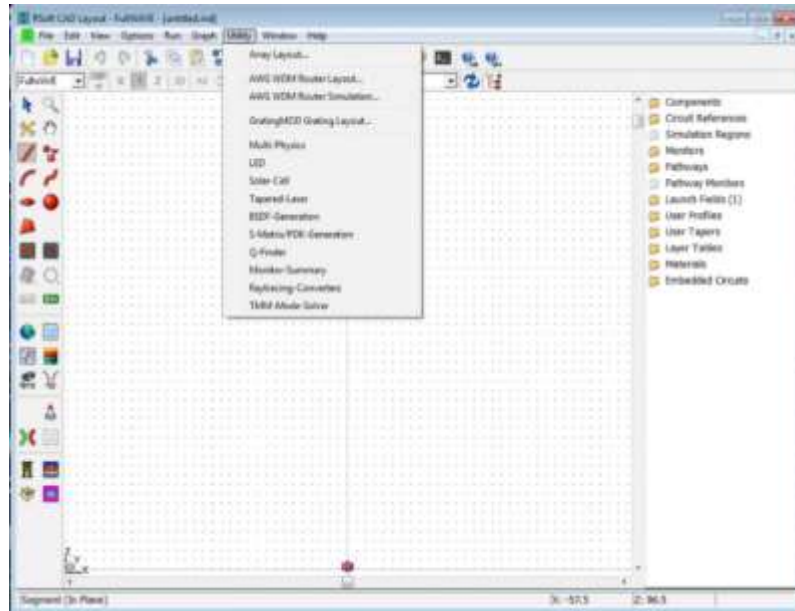 RSoft CAD Layout - FullWAVE - [untitled.ind]
File Edit View Options Run Graph Utility Window Help
FullWAVE
Array Layout...
AWG WDM Router Layout...
AWG WDM Router Simulation...
GratingMOD Grating Layout...
Multi-Physics
LED
Solar-Cell
Tapered-Laser
BSDF-Generation
S-Matrix/PDK-Generation
Q-Finder
Monitor-Summary
Raytracing-Converters
TMM-Mode-Solver
Components
Circuit References
Simulation Regions
Monitors
Pathways
Pathway Monitors
Launch Fields (1)
User Profiles
User Tapers
Layer Tables
Materials
Embedded Circuits
Segment (In Plane)
X: -57.5
Z: 96.5